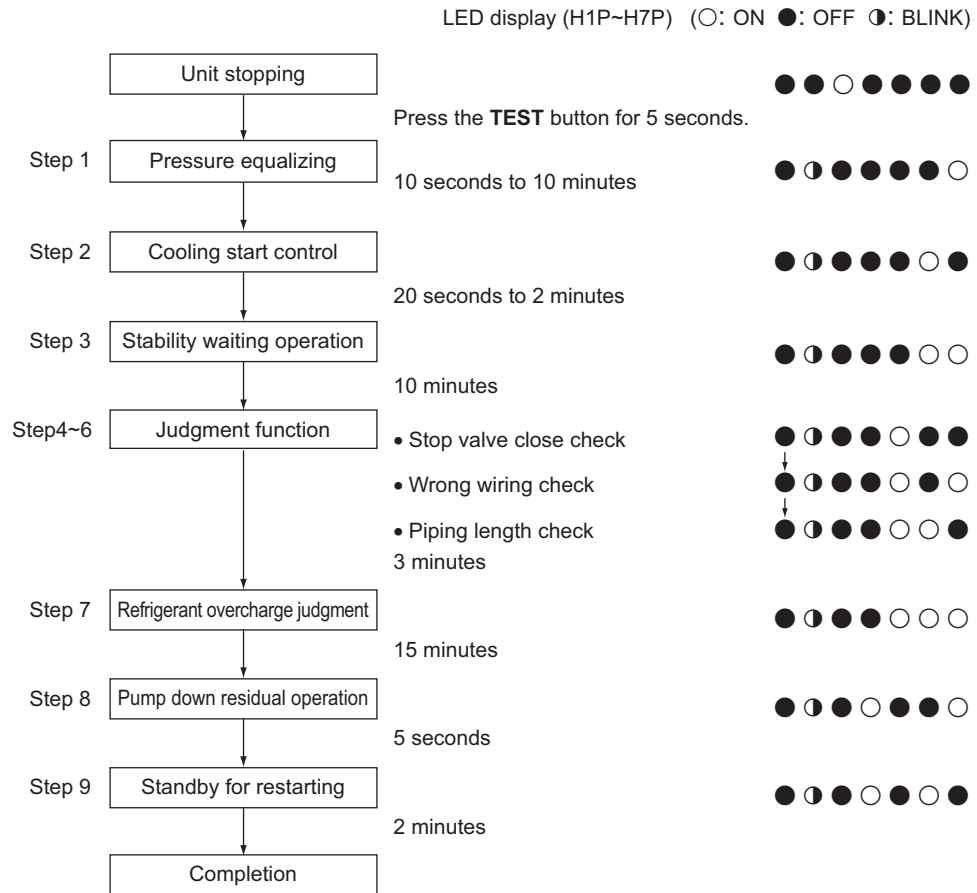 LED display (H1P~H7P) (○: ON ●: OFF ◑: BLINK)
Unit stopping ●●○●●●●
Press the TEST button for 5 seconds.
Step 1 Pressure equalizing
10 seconds to 10 minutes ●◑●●●●○
Step 2 Cooling start control
●◑●●●○●
20 seconds to 2 minutes
Step 3 Stability waiting operation
●◑●●●○○
10 minutes
Step4~6 Judgment function
• Stop valve close check ●◑●●○●●
• Wrong wiring check ●◑●●○●○
• Piping length check ●◑●●○○●
3 minutes
Step 7 Refrigerant overcharge judgment
●◑●●○○○
15 minutes
Step 8 Pump down residual operation
●◑●○●●○
5 seconds
Step 9 Standby for restarting
●◑●○●○●
2 minutes
Completion